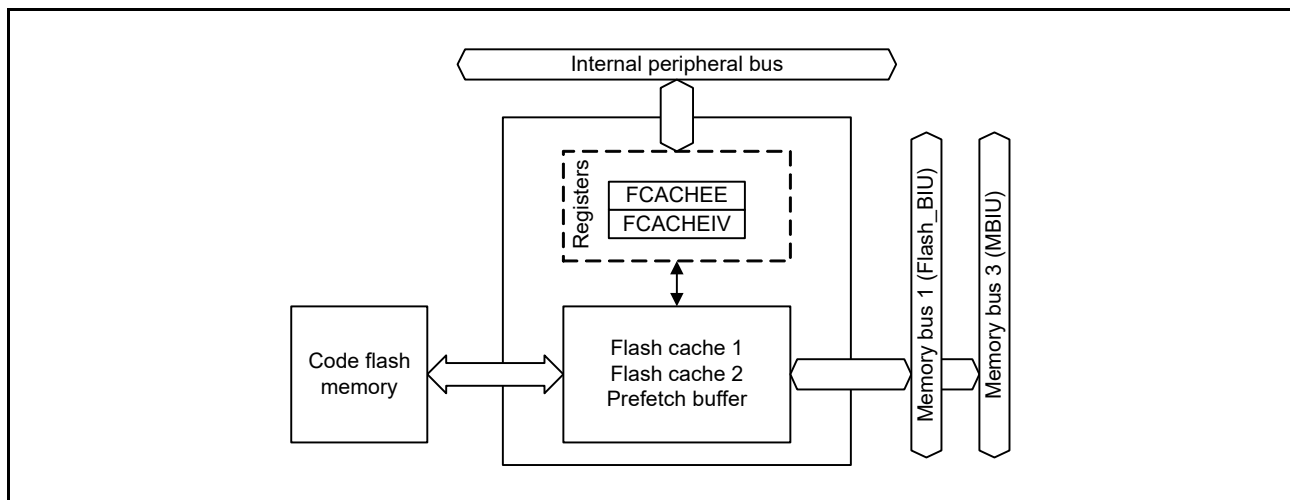 Internal peripheral bus
Registers
FCACHEE
FCACHEIV
Code flash
memory
Flash cache 1
Flash cache 2
Prefetch buffer
Memory bus 1 (Flash_BIU)
Memory bus 3 (MBIU)